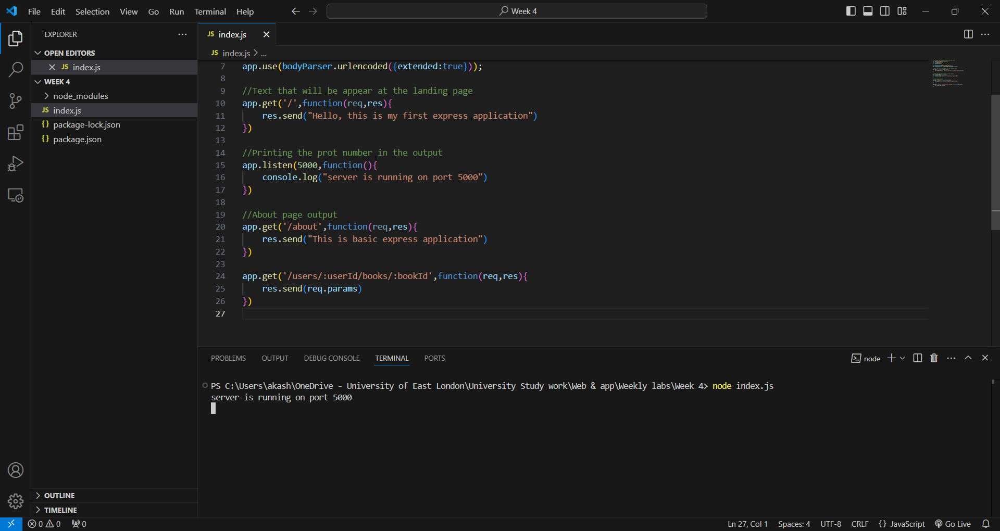 File Edit Selection View Go Run Terminal Help
Week 4
EXPLORER
JS index.js
OPEN EDITORS
JS index.js
WEEK 4
node_modules
JS index.js
{} package-lock.json
{} package.json
JS index.js > ...
7 app.use(bodyParser.urlencoded({extended:true}));
8
9 //Text that will be appear at the landing page
10 app.get('/',function(req,res){
11     res.send("Hello, this is my first express application")
12 })
13
14 //Printing the prot number in the output
15 app.listen(5000,function(){
16     console.log("server is running on port 5000")
17 })
18
19 //About page output
20 app.get('/about',function(req,res){
21     res.send("This is basic express application")
22 })
23
24 app.get('/users/:userId/books/:bookId',function(req,res){
25     res.send(req.params)
26 })
27
PROBLEMS OUTPUT DEBUG CONSOLE TERMINAL PORTS
node
PS C:\Users\akash\OneDrive - University of East London\University Study work\Web & app\Weekly labs\Week 4> node index.js
server is running on port 5000
OUTLINE
TIMELINE
0 0 0
Ln 27, Col 1 Spaces: 4 UTF-8 CRLF {} JavaScript Go Live